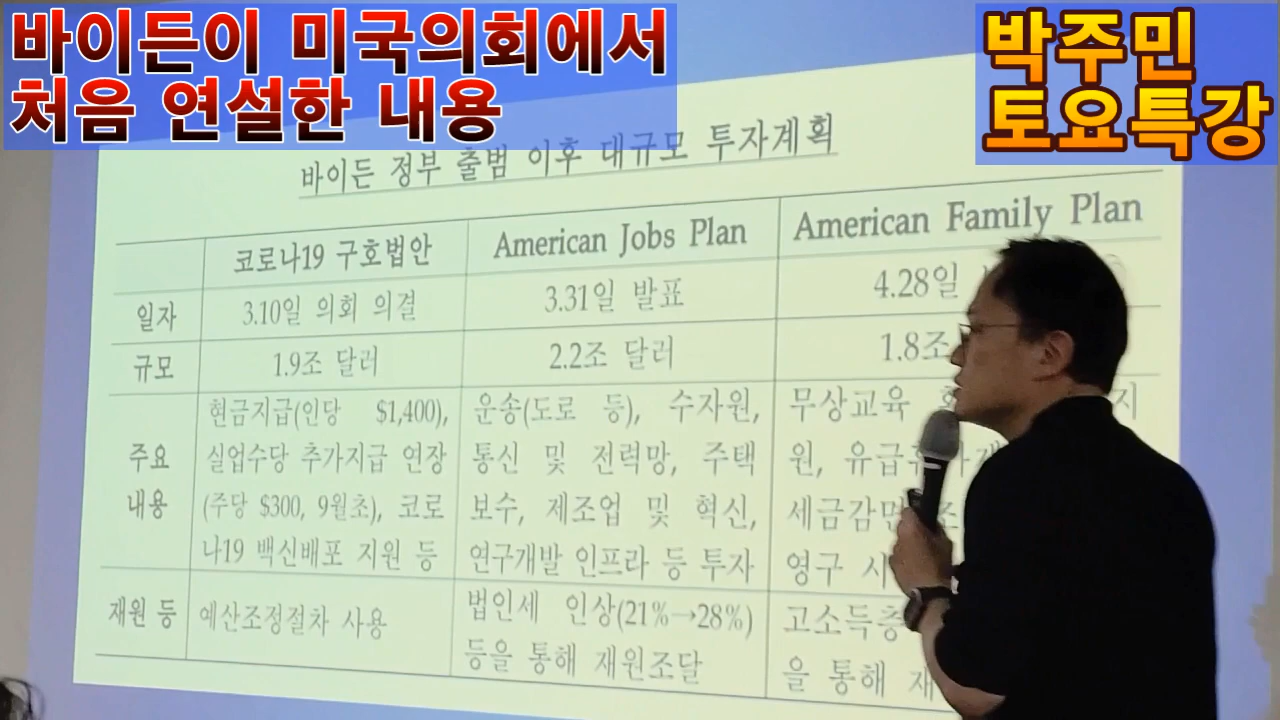 바이든이 미국의회에서
처음 연설한 내용
박주민
토요특강
바이든 정부 출범 이후 대규모 투자계획
코로나19 구호법안 American Jobs Plan American Family Plan
일자 3.10일 의회 의결 3.31일 발표 4.28일
규모 1.9조 달러 2.2조 달러 1.8조
주요
내용
현금지급(인당 $1,400),
실업수당 추가지급 연장
(주당 $300, 9월초), 코로
나19 백신배포 지원 등
운송(도로 등), 수자원,
통신 및 전력망, 주택
보수, 제조업 및 혁신,
연구개발 인프라 등 투자
무상교육
원, 유급
세금감면
영구
재원 등 예산조정절차 사용
법인세 인상(21%→28%)
등을 통해 재원조달
고소득층
을 통해